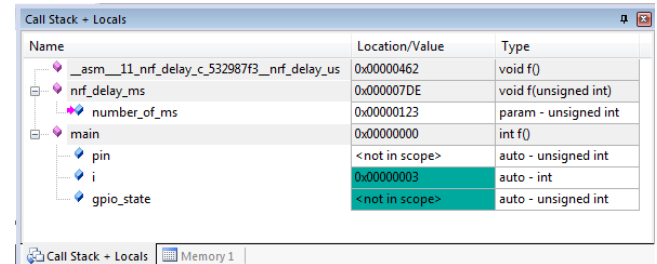 Call Stack + Locals
Name Location/Value Type
__asm___11_nrf_delay_c_532987f3__nrf_delay_us 0x00000462 void f()
nrf_delay_ms 0x000007DE void f(unsigned int)
number_of_ms 0x00000123 param - unsigned int
main 0x00000000 int f()
pin <not in scope> auto - unsigned int
i 0x00000003 auto - int
gpio_state <not in scope> auto - unsigned int
Call Stack + Locals Memory 1